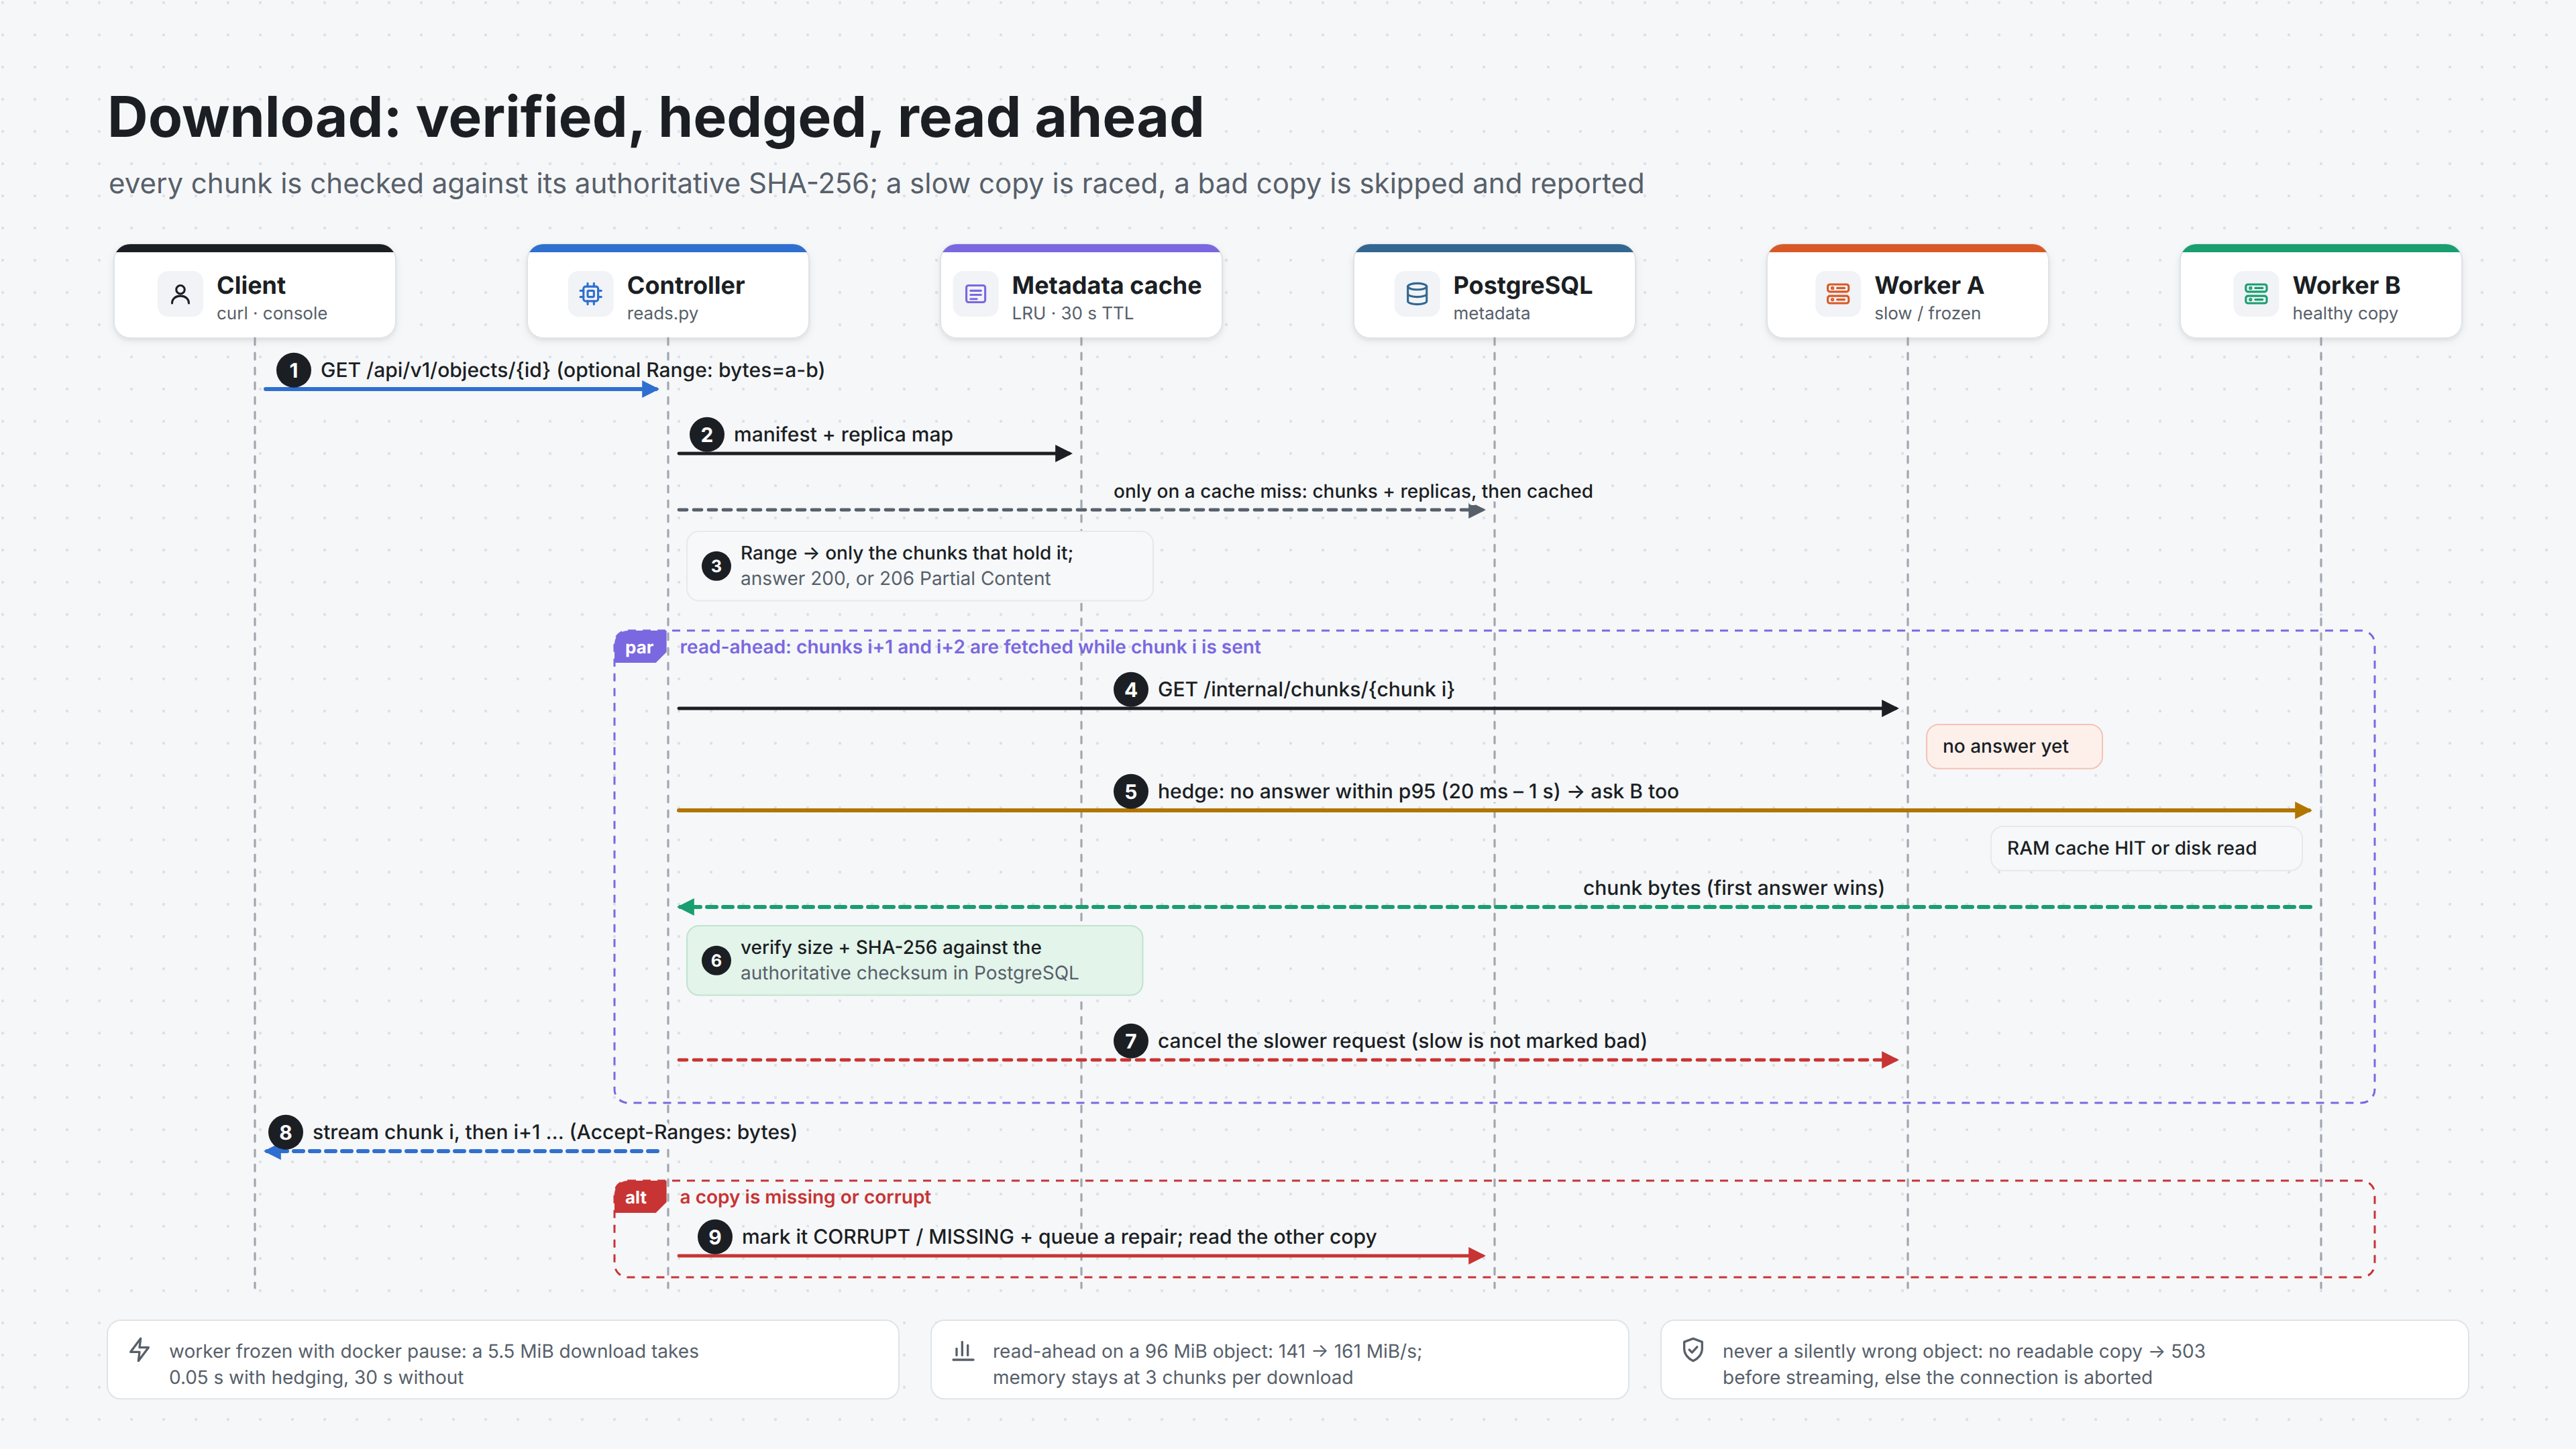 Download: verified, hedged, read ahead
every chunk is checked against its authoritative SHA-256; a slow copy is raced, a bad copy is skipped and reported
Client
curl · console
Controller
reads.py
Metadata cache
LRU · 30 s TTL
PostgreSQL
metadata
Worker A
slow / frozen
Worker B
healthy copy
1 GET /api/v1/objects/{id} (optional Range: bytes=a-b)
2 manifest + replica map
only on a cache miss: chunks + replicas, then cached
3 Range → only the chunks that hold it;
answer 200, or 206 Partial Content
par read-ahead: chunks i+1 and i+2 are fetched while chunk i is sent
4 GET /internal/chunks/{chunk i}
no answer yet
5 hedge: no answer within p95 (20 ms – 1 s) → ask B too
RAM cache HIT or disk read
chunk bytes (first answer wins)
6 verify size + SHA-256 against the
authoritative checksum in PostgreSQL
7 cancel the slower request (slow is not marked bad)
8 stream chunk i, then i+1 ... (Accept-Ranges: bytes)
alt a copy is missing or corrupt
9 mark it CORRUPT / MISSING + queue a repair; read the other copy
worker frozen with docker pause: a 5.5 MiB download takes
0.05 s with hedging, 30 s without
read-ahead on a 96 MiB object: 141 → 161 MiB/s;
memory stays at 3 chunks per download
never a silently wrong object: no readable copy → 503
before streaming, else the connection is aborted